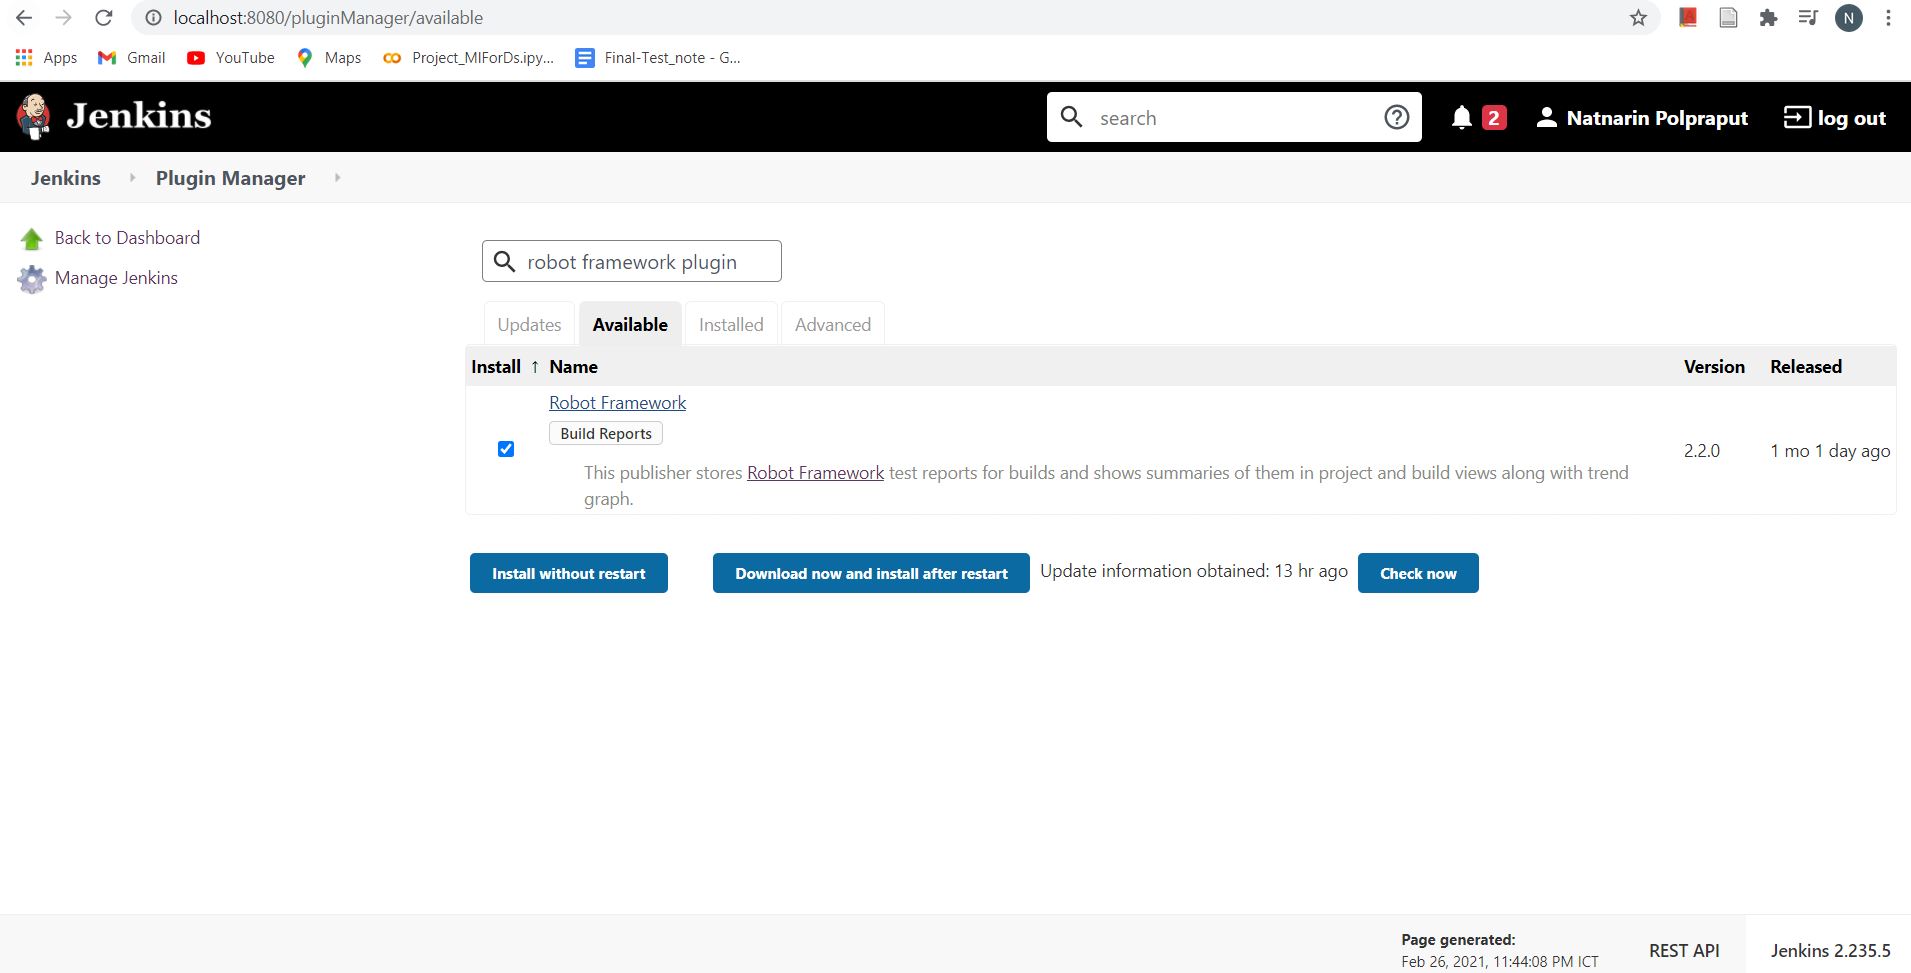 localhost:8080/pluginManager/available
N
Apps Gmail YouTube Maps Project_MlForDs.ipy... Final-Test_note - G...
Jenkins search 2 Natnarin Polpraput log out
Jenkins Plugin Manager
Back to Dashboard
Manage Jenkins
robot framework plugin
Updates Available Installed Advanced
Install ↑ Name Version Released
Robot Framework
Build Reports
This publisher stores Robot Framework test reports for builds and shows summaries of them in project and build views along with trend
graph.
2.2.0 1 mo 1 day ago
Install without restart Download now and install after restart Update information obtained: 13 hr ago Check now
Page generated:
Feb 26, 2021, 11:44:08 PM ICT
REST API Jenkins 2.235.5